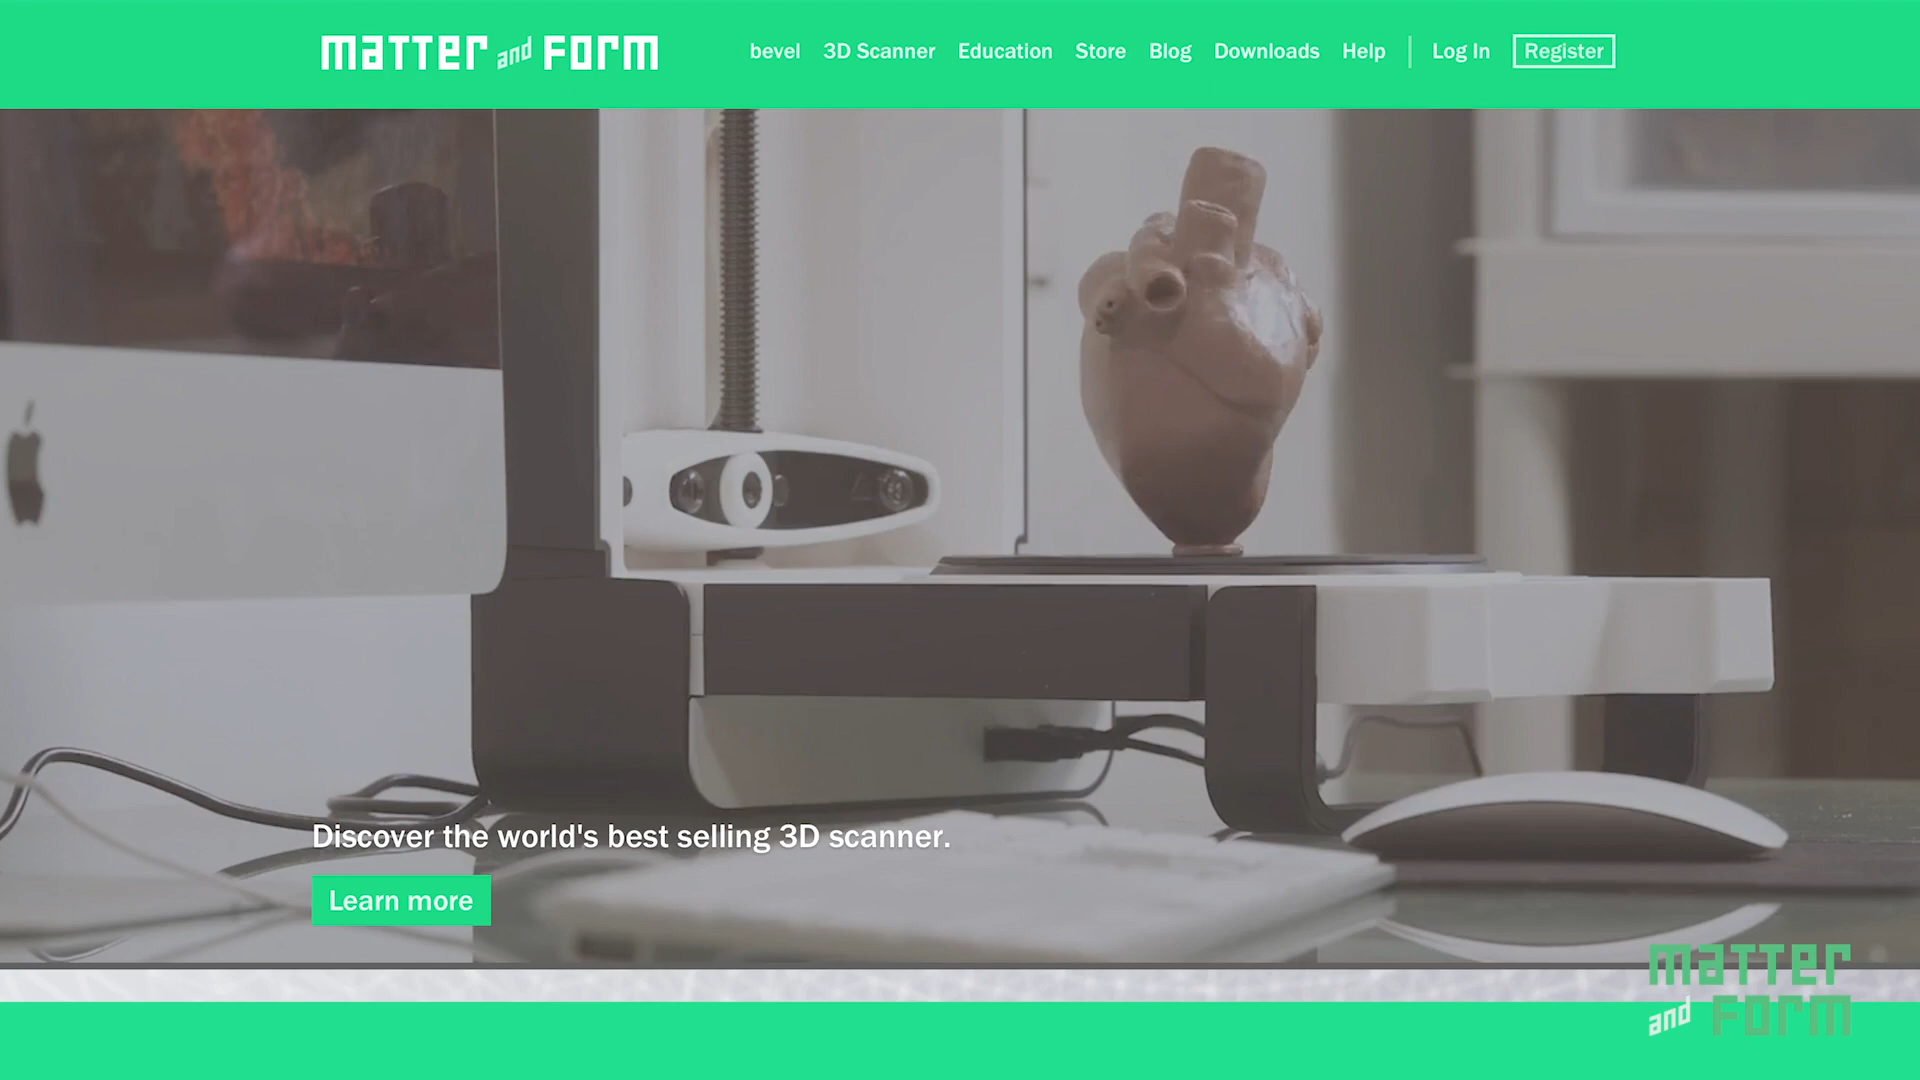 matter and form
bevel 3D Scanner Education Store Blog Downloads Help Log In Register
Discover the world's best selling 3D scanner.
Learn more
matter
and form